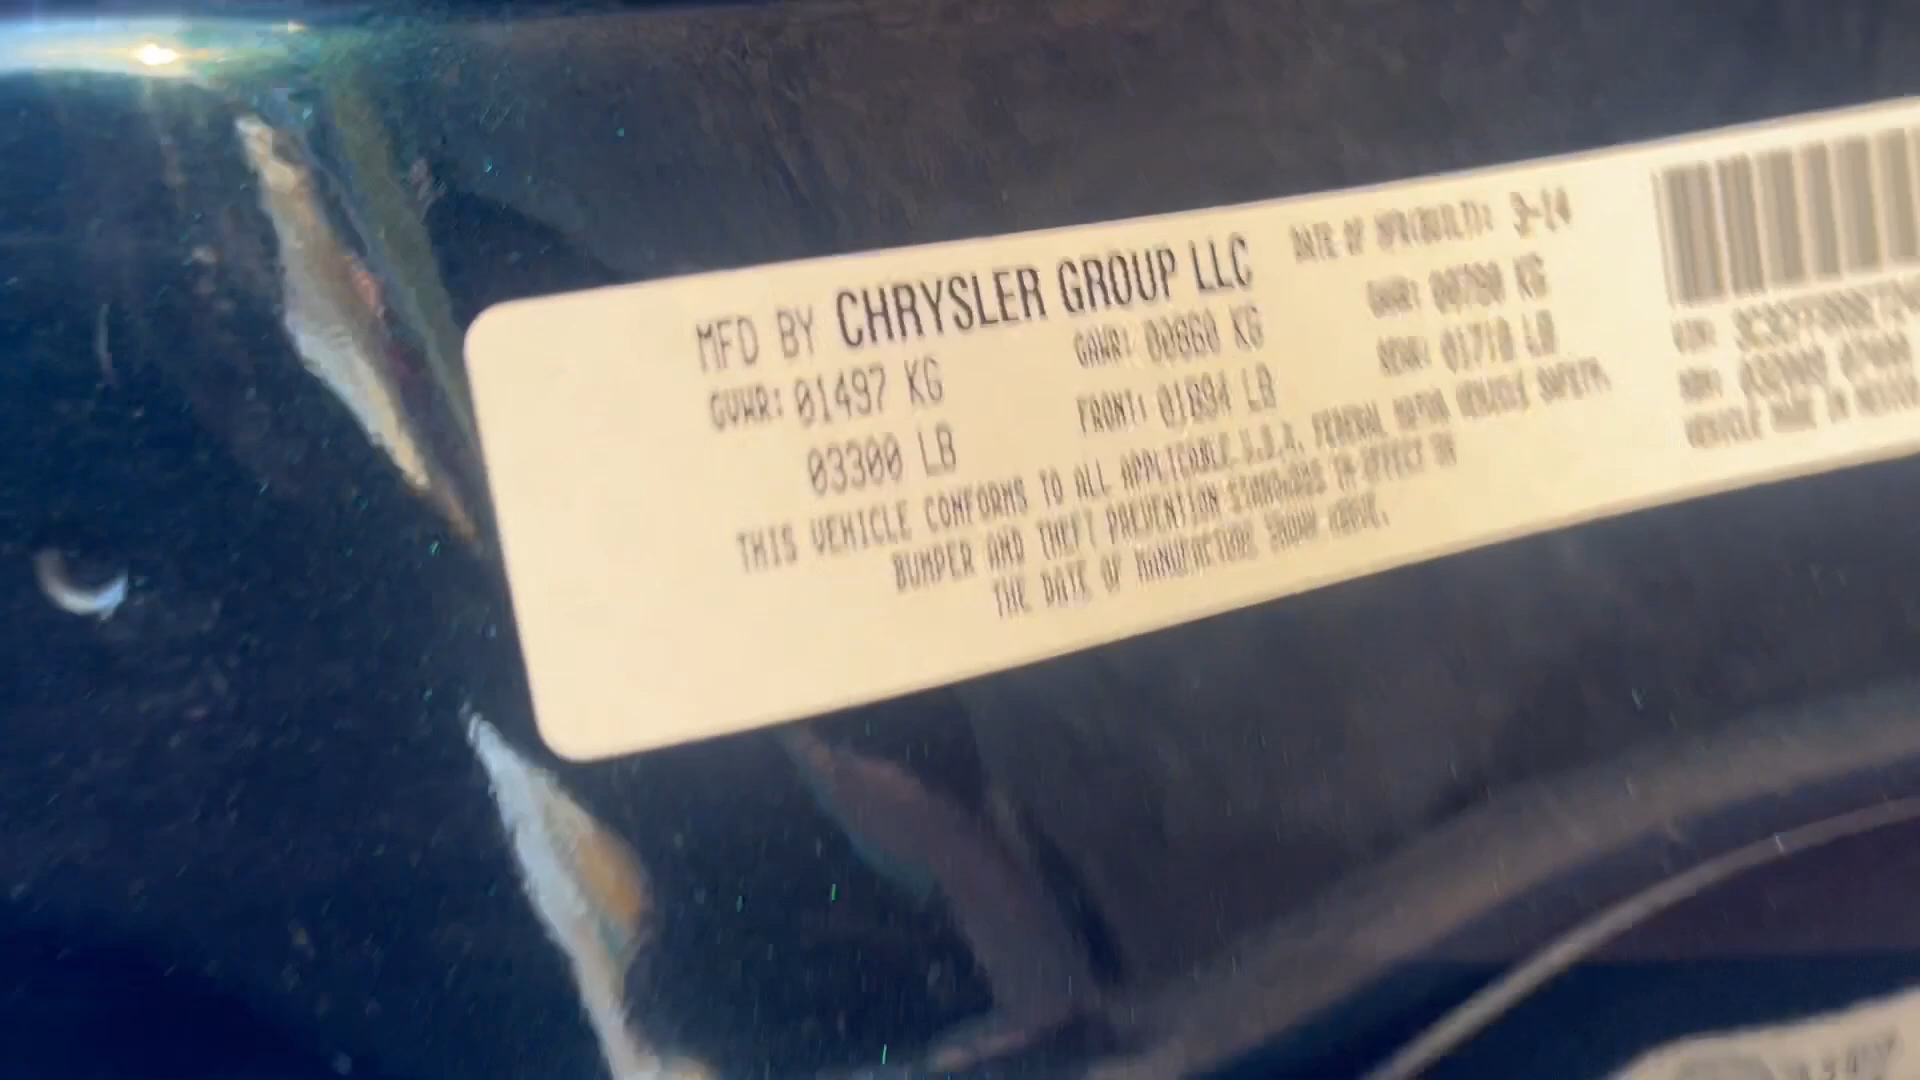 MFD BY CHRYSLER GROUP LLC
DATE OF MFR(BUILT): 3-14
GVWR: 01497 KG
GAWR: 00860 KG
GAWR: 00780 KG
03300 LB
FRONT: 01894 LB
REAR: 01718 LB
THIS VEHICLE CONFORMS TO ALL APPLICABLE U.S.A. FEDERAL MOTOR VEHICLE SAFETY,
BUMPER AND THEFT PREVENTION STANDARDS IN EFFECT ON
THE DATE OF MANUFACTURE SHOWN ABOVE.
VIN:
MDH:
VEHICLE MADE IN